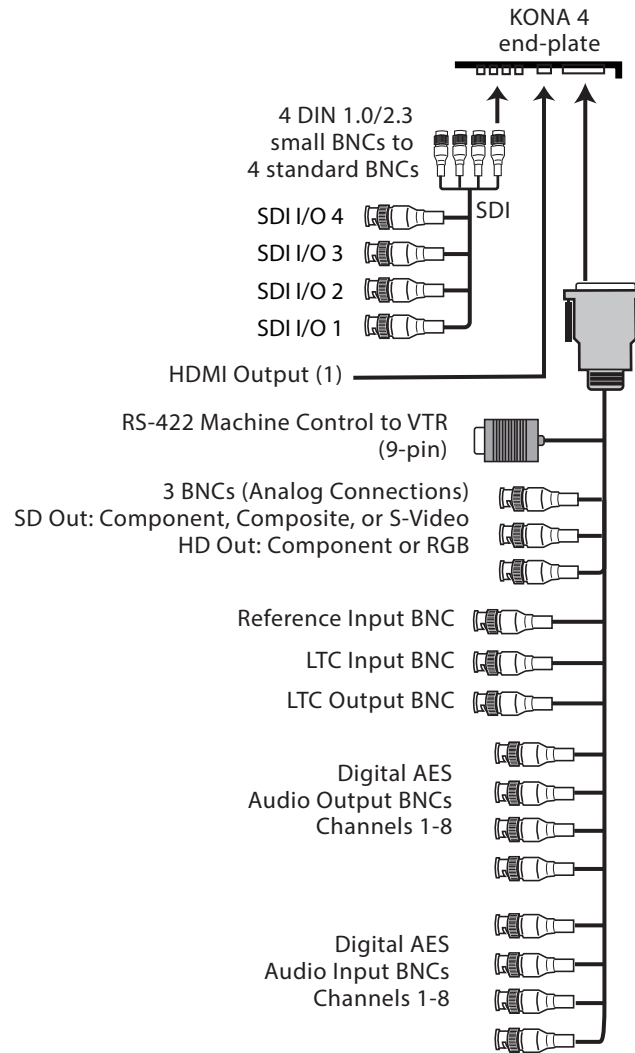 KONA 4
end-plate
4 DIN 1.0/2.3
small BNCs to
4 standard BNCs
SDI
SDI I/O 4
SDI I/O 3
SDI I/O 2
SDI I/O 1
HDMI Output (1)
RS-422 Machine Control to VTR
(9-pin)
3 BNCs (Analog Connections)
SD Out: Component, Composite, or S-Video
HD Out: Component or RGB
Reference Input BNC
LTC Input BNC
LTC Output BNC
Digital AES
Audio Output BNCs
Channels 1-8
Digital AES
Audio Input BNCs
Channels 1-8